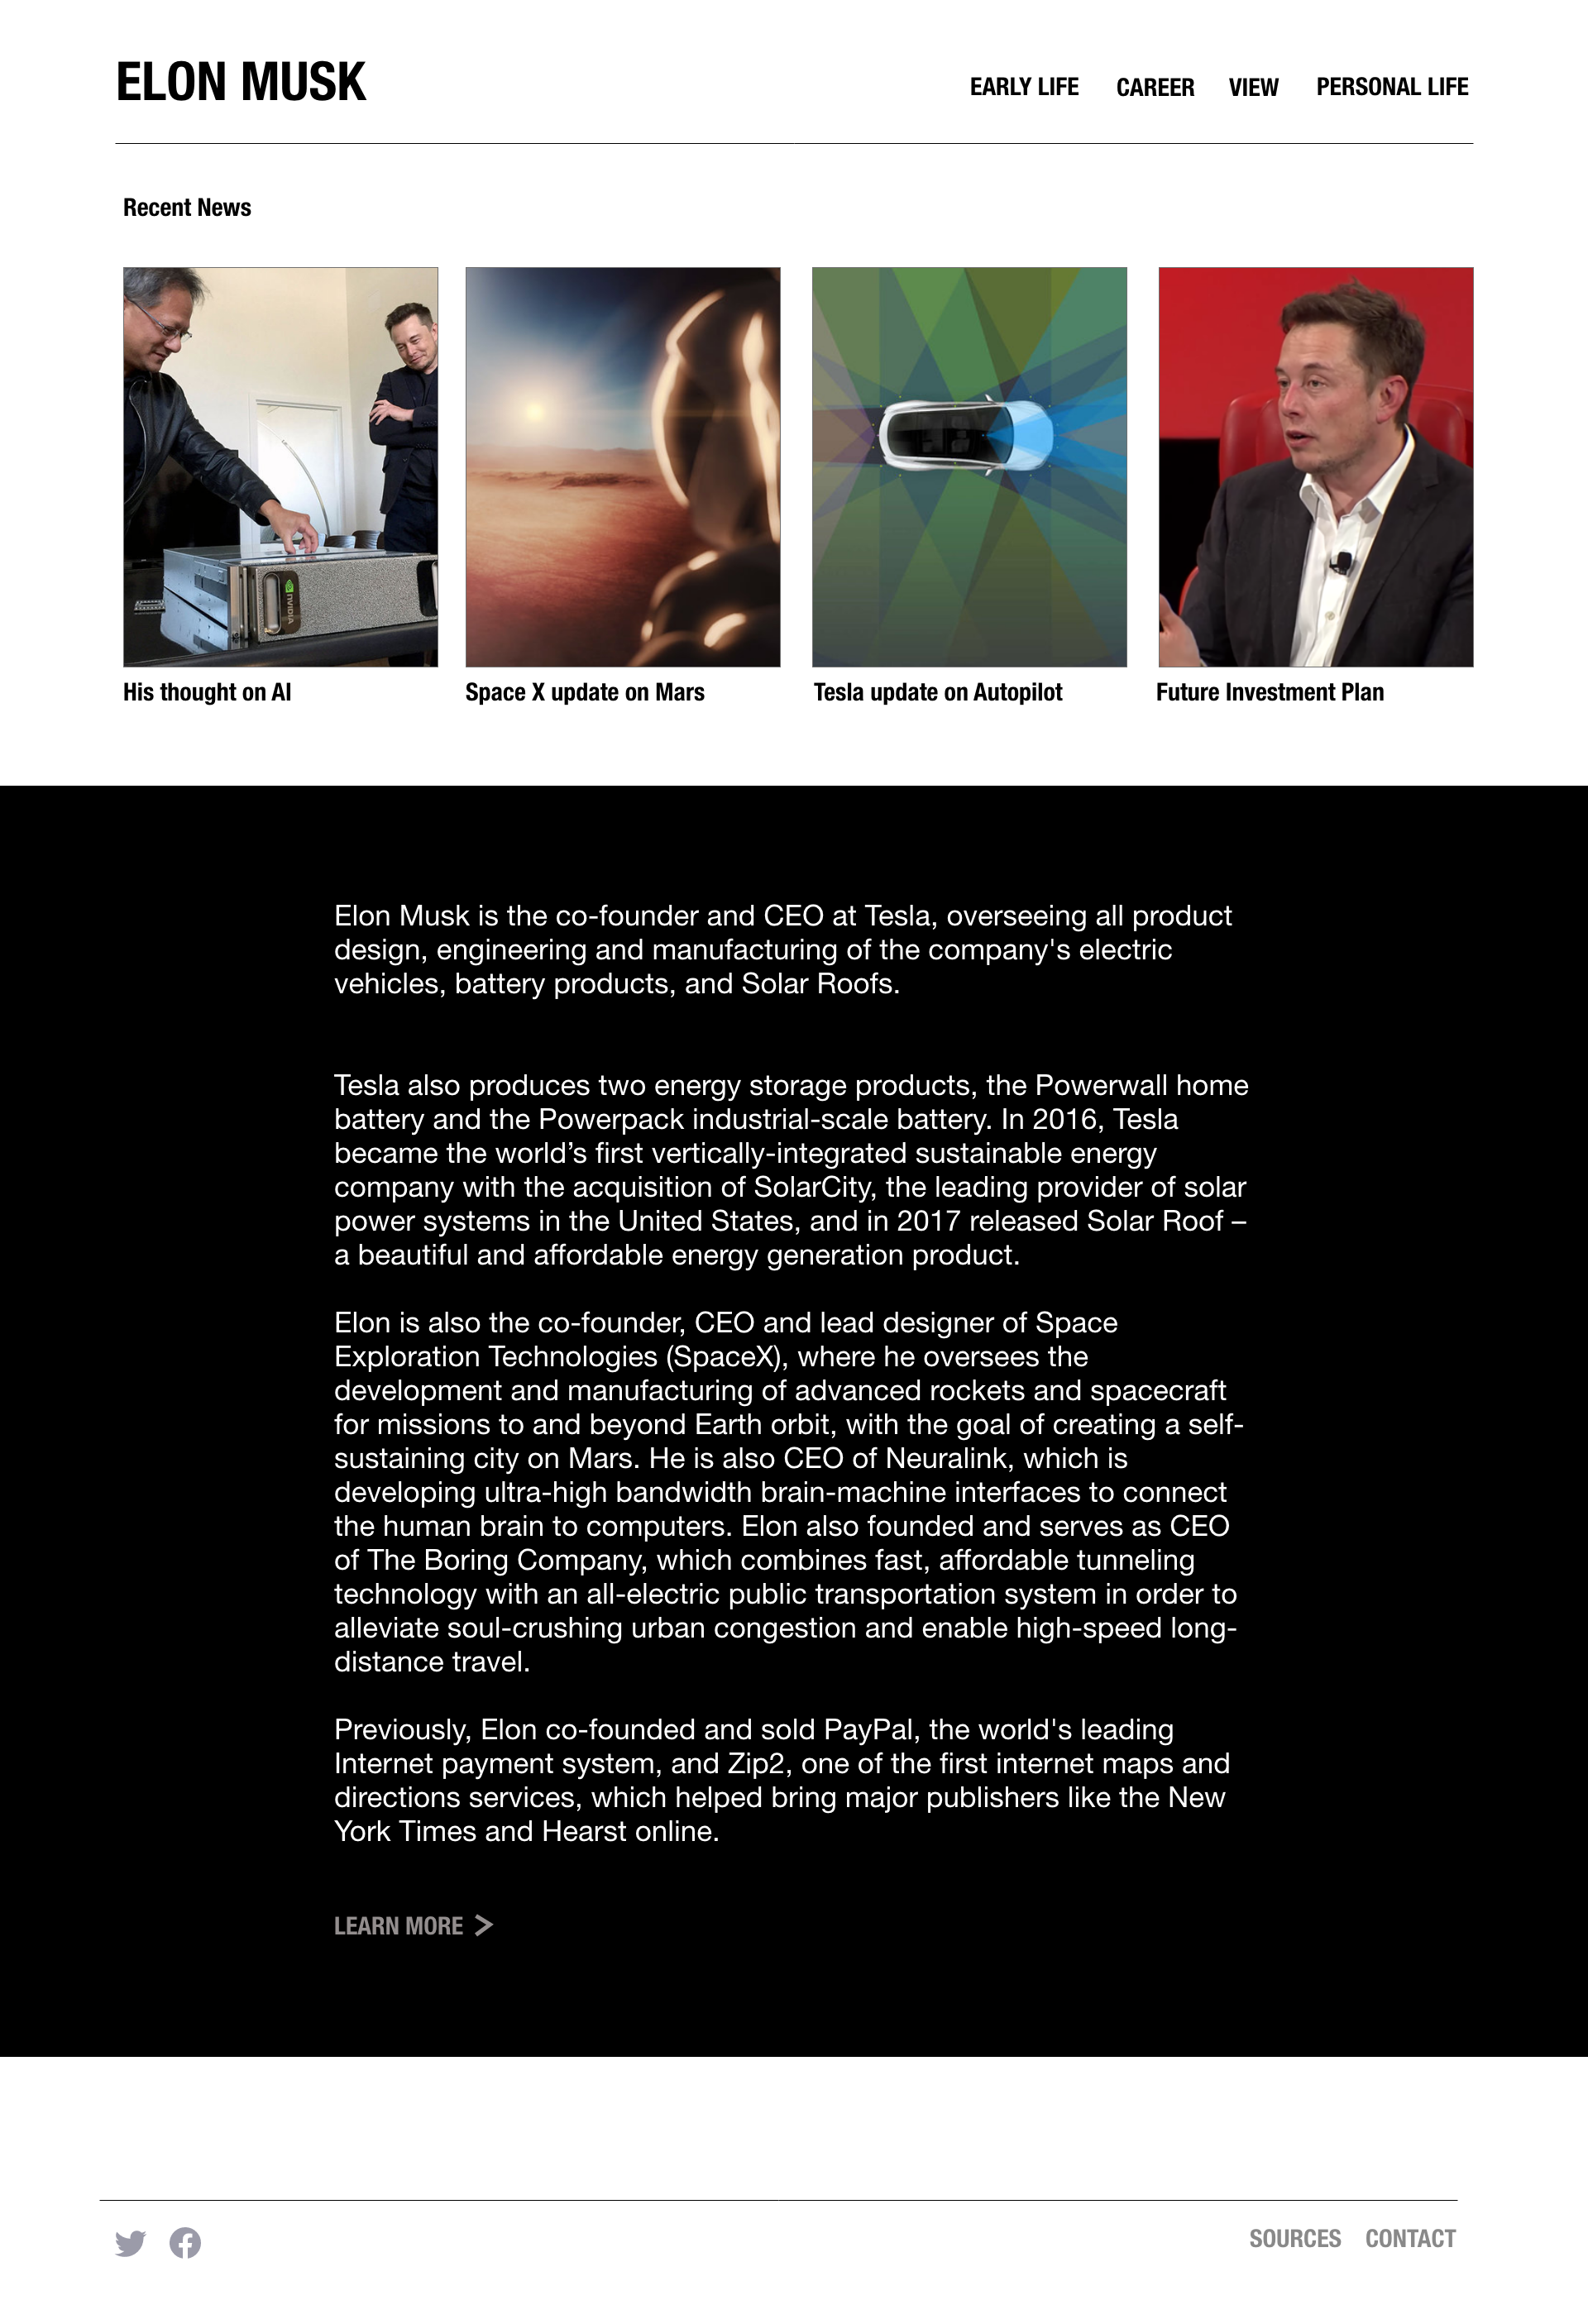 ELON MUSK
EARLY LIFE CAREER VIEW PERSONAL LIFE
Recent News
NVIDIA
His thought on AI
Space X update on Mars
Tesla update on Autopilot
Future Investment Plan
Elon Musk is the co-founder and CEO at Tesla, overseeing all product
design, engineering and manufacturing of the company's electric
vehicles, battery products, and Solar Roofs.
Tesla also produces two energy storage products, the Powerwall home
battery and the Powerpack industrial-scale battery. In 2016, Tesla
became the world’s first vertically-integrated sustainable energy
company with the acquisition of SolarCity, the leading provider of solar
power systems in the United States, and in 2017 released Solar Roof –
a beautiful and affordable energy generation product.
Elon is also the co-founder, CEO and lead designer of Space
Exploration Technologies (SpaceX), where he oversees the
development and manufacturing of advanced rockets and spacecraft
for missions to and beyond Earth orbit, with the goal of creating a self-
sustaining city on Mars. He is also CEO of Neuralink, which is
developing ultra-high bandwidth brain-machine interfaces to connect
the human brain to computers. Elon also founded and serves as CEO
of The Boring Company, which combines fast, affordable tunneling
technology with an all-electric public transportation system in order to
alleviate soul-crushing urban congestion and enable high-speed long-
distance travel.
Previously, Elon co-founded and sold PayPal, the world's leading
Internet payment system, and Zip2, one of the first internet maps and
directions services, which helped bring major publishers like the New
York Times and Hearst online.
LEARN MORE >
SOURCES CONTACT